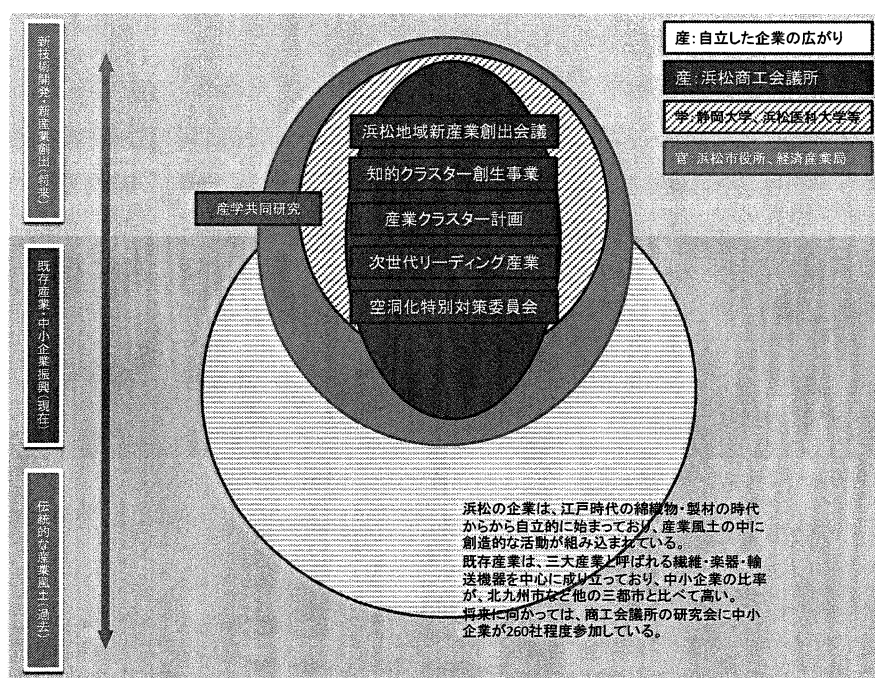 産：自立した企業の広がり
産：浜松商工会議所
学：静岡大学、浜松医科大学等
官：浜松市役所、経済産業局
新技術開発・新産業創出（将来）
既存産業・中小企業振興（現在）
伝統的な産業風土（過去）
浜松地域新産業創出会議
知的クラスター創生事業
産学共同研究
産業クラスター計画
次世代リーディング産業
空洞化特別対策委員会
浜松の企業は、江戸時代の綿織物・製材の時代
からから自立的に始まっており、産業風土の中に
創造的な活動が組み込まれている。
既存産業は、三大産業と呼ばれる繊維・楽器・輸
送機器を中心に成り立っており、中小企業の比率
が、北九州市など他の三都市と比べて高い。
将来に向かっては、商工会議所の研究会に中小
企業が260社程度参加している。